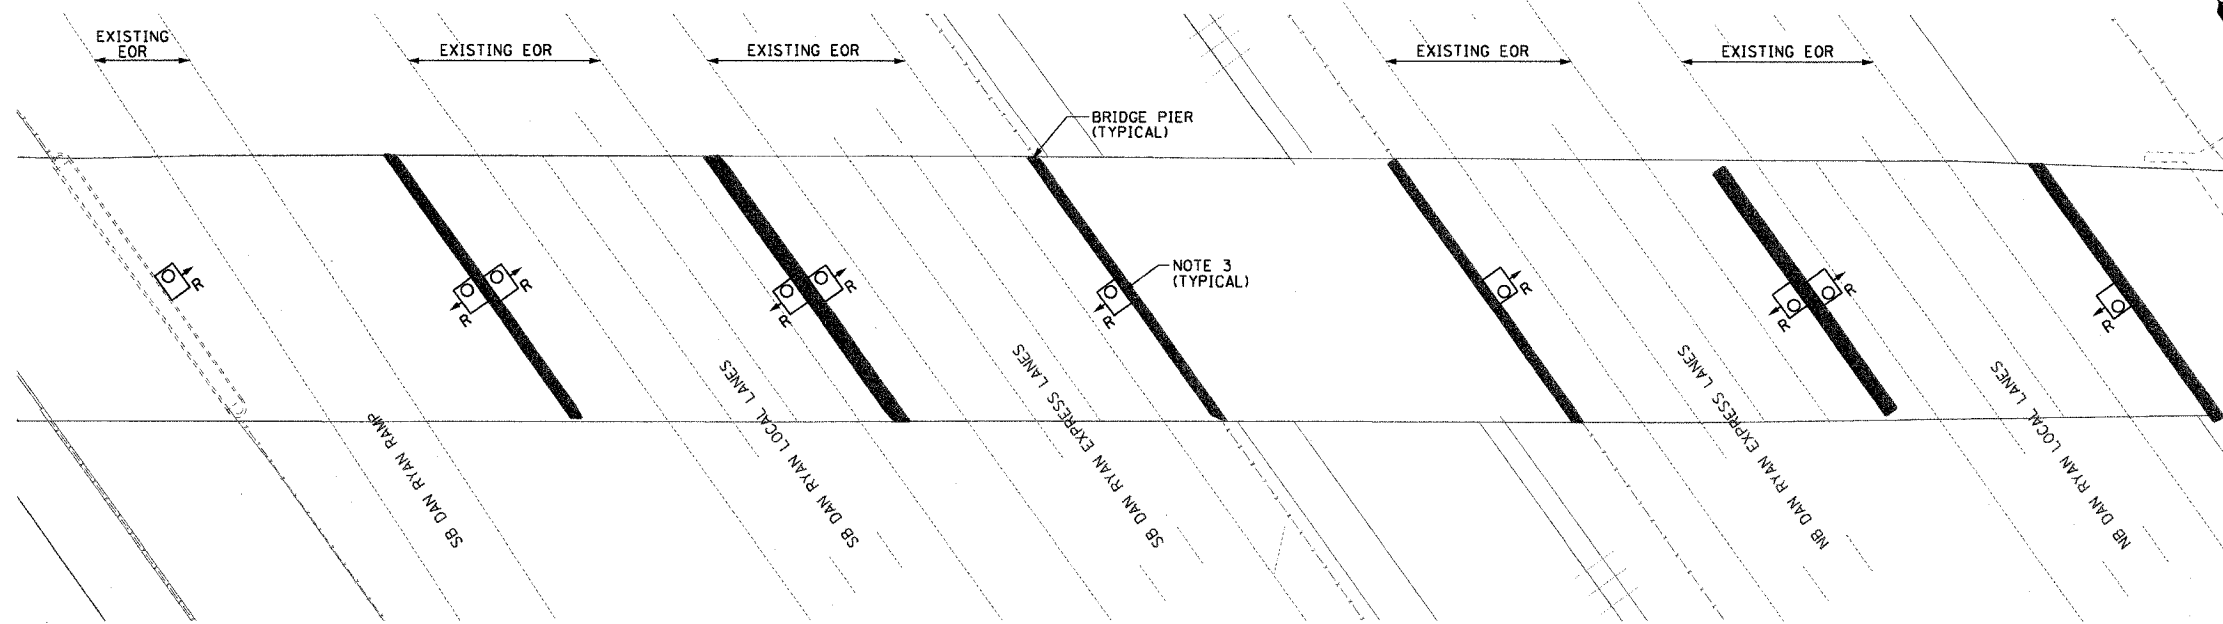 EXISTING
EOR
EXISTING EOR
EXISTING EOR
EXISTING EOR
EXISTING EOR
BRIDGE PIER
(TYPICAL)
NOTE 3
(TYPICAL)
R
R
R
R
R
R
R
R
R
R
SB DAN RYAN RAMP
SB DAN RYAN LOCAL LANES
SB DAN RYAN EXPRESS LANES
NB DAN RYAN EXPRESS LANES
NB DAN RYAN LOCAL LANES